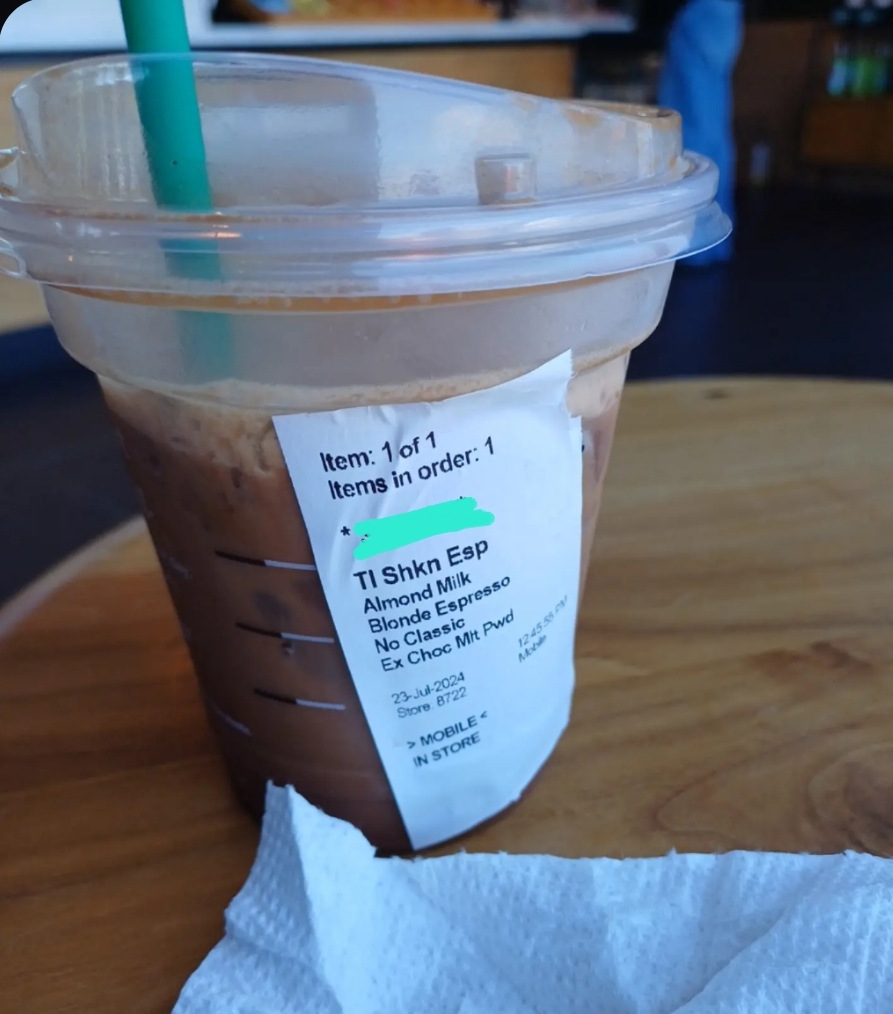 Item: 1 of 1
Items in order: 1
*
Tl Shkn Esp
Almond Milk
Blonde Espresso
No Classic
Ex Choc Mlt Pwd
23-Jul-2024
Store: 8722
12:45:55 PM
Mobile
> MOBILE <
IN STORE